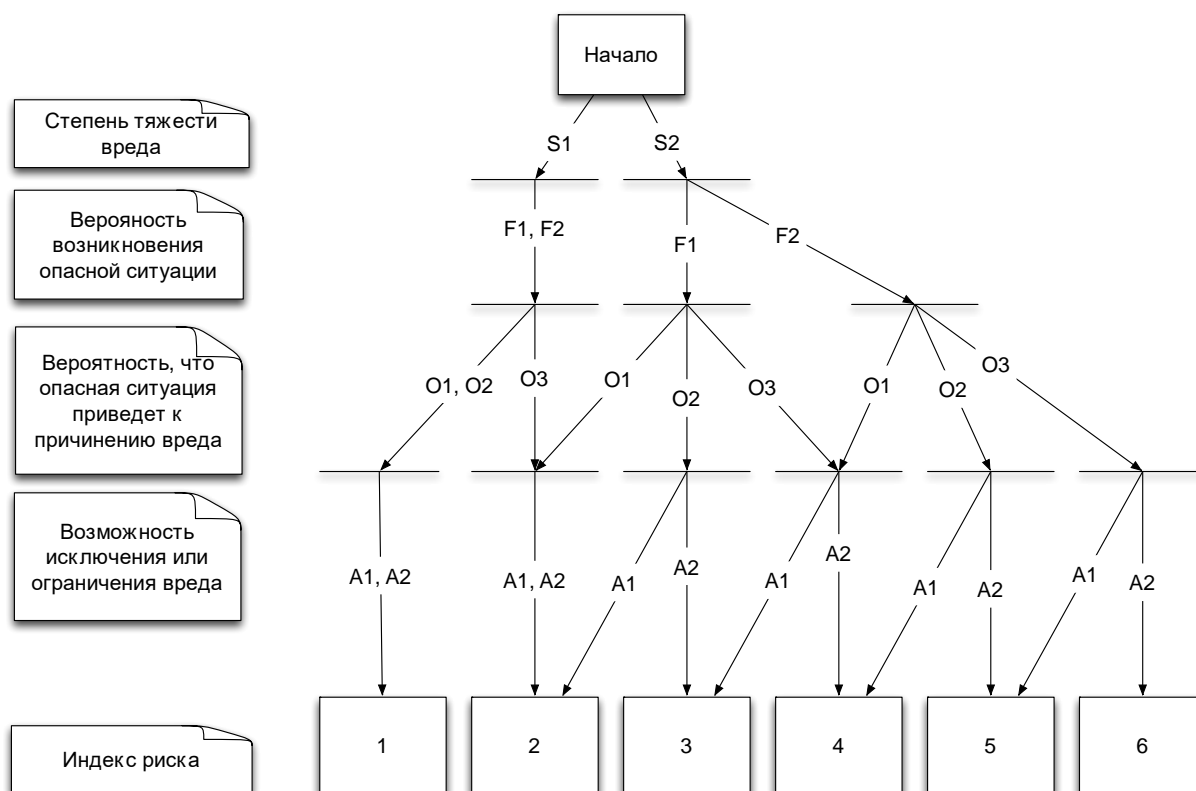 Начало
Степень тяжести
вреда
S1
S2
Верояность
возникновения
опасной ситуации
F1, F2
F1
F2
Вероятность, что
опасная ситуация
приведет к
причинению вреда
O1, O2
O3
O1
O2
O3
O1
O2
O3
Возможность
исключения или
ограничения вреда
A1, A2
A1, A2
A1
A2
A1
A2
A1
A2
A1
A2
Индекс риска
1
2
3
4
5
6